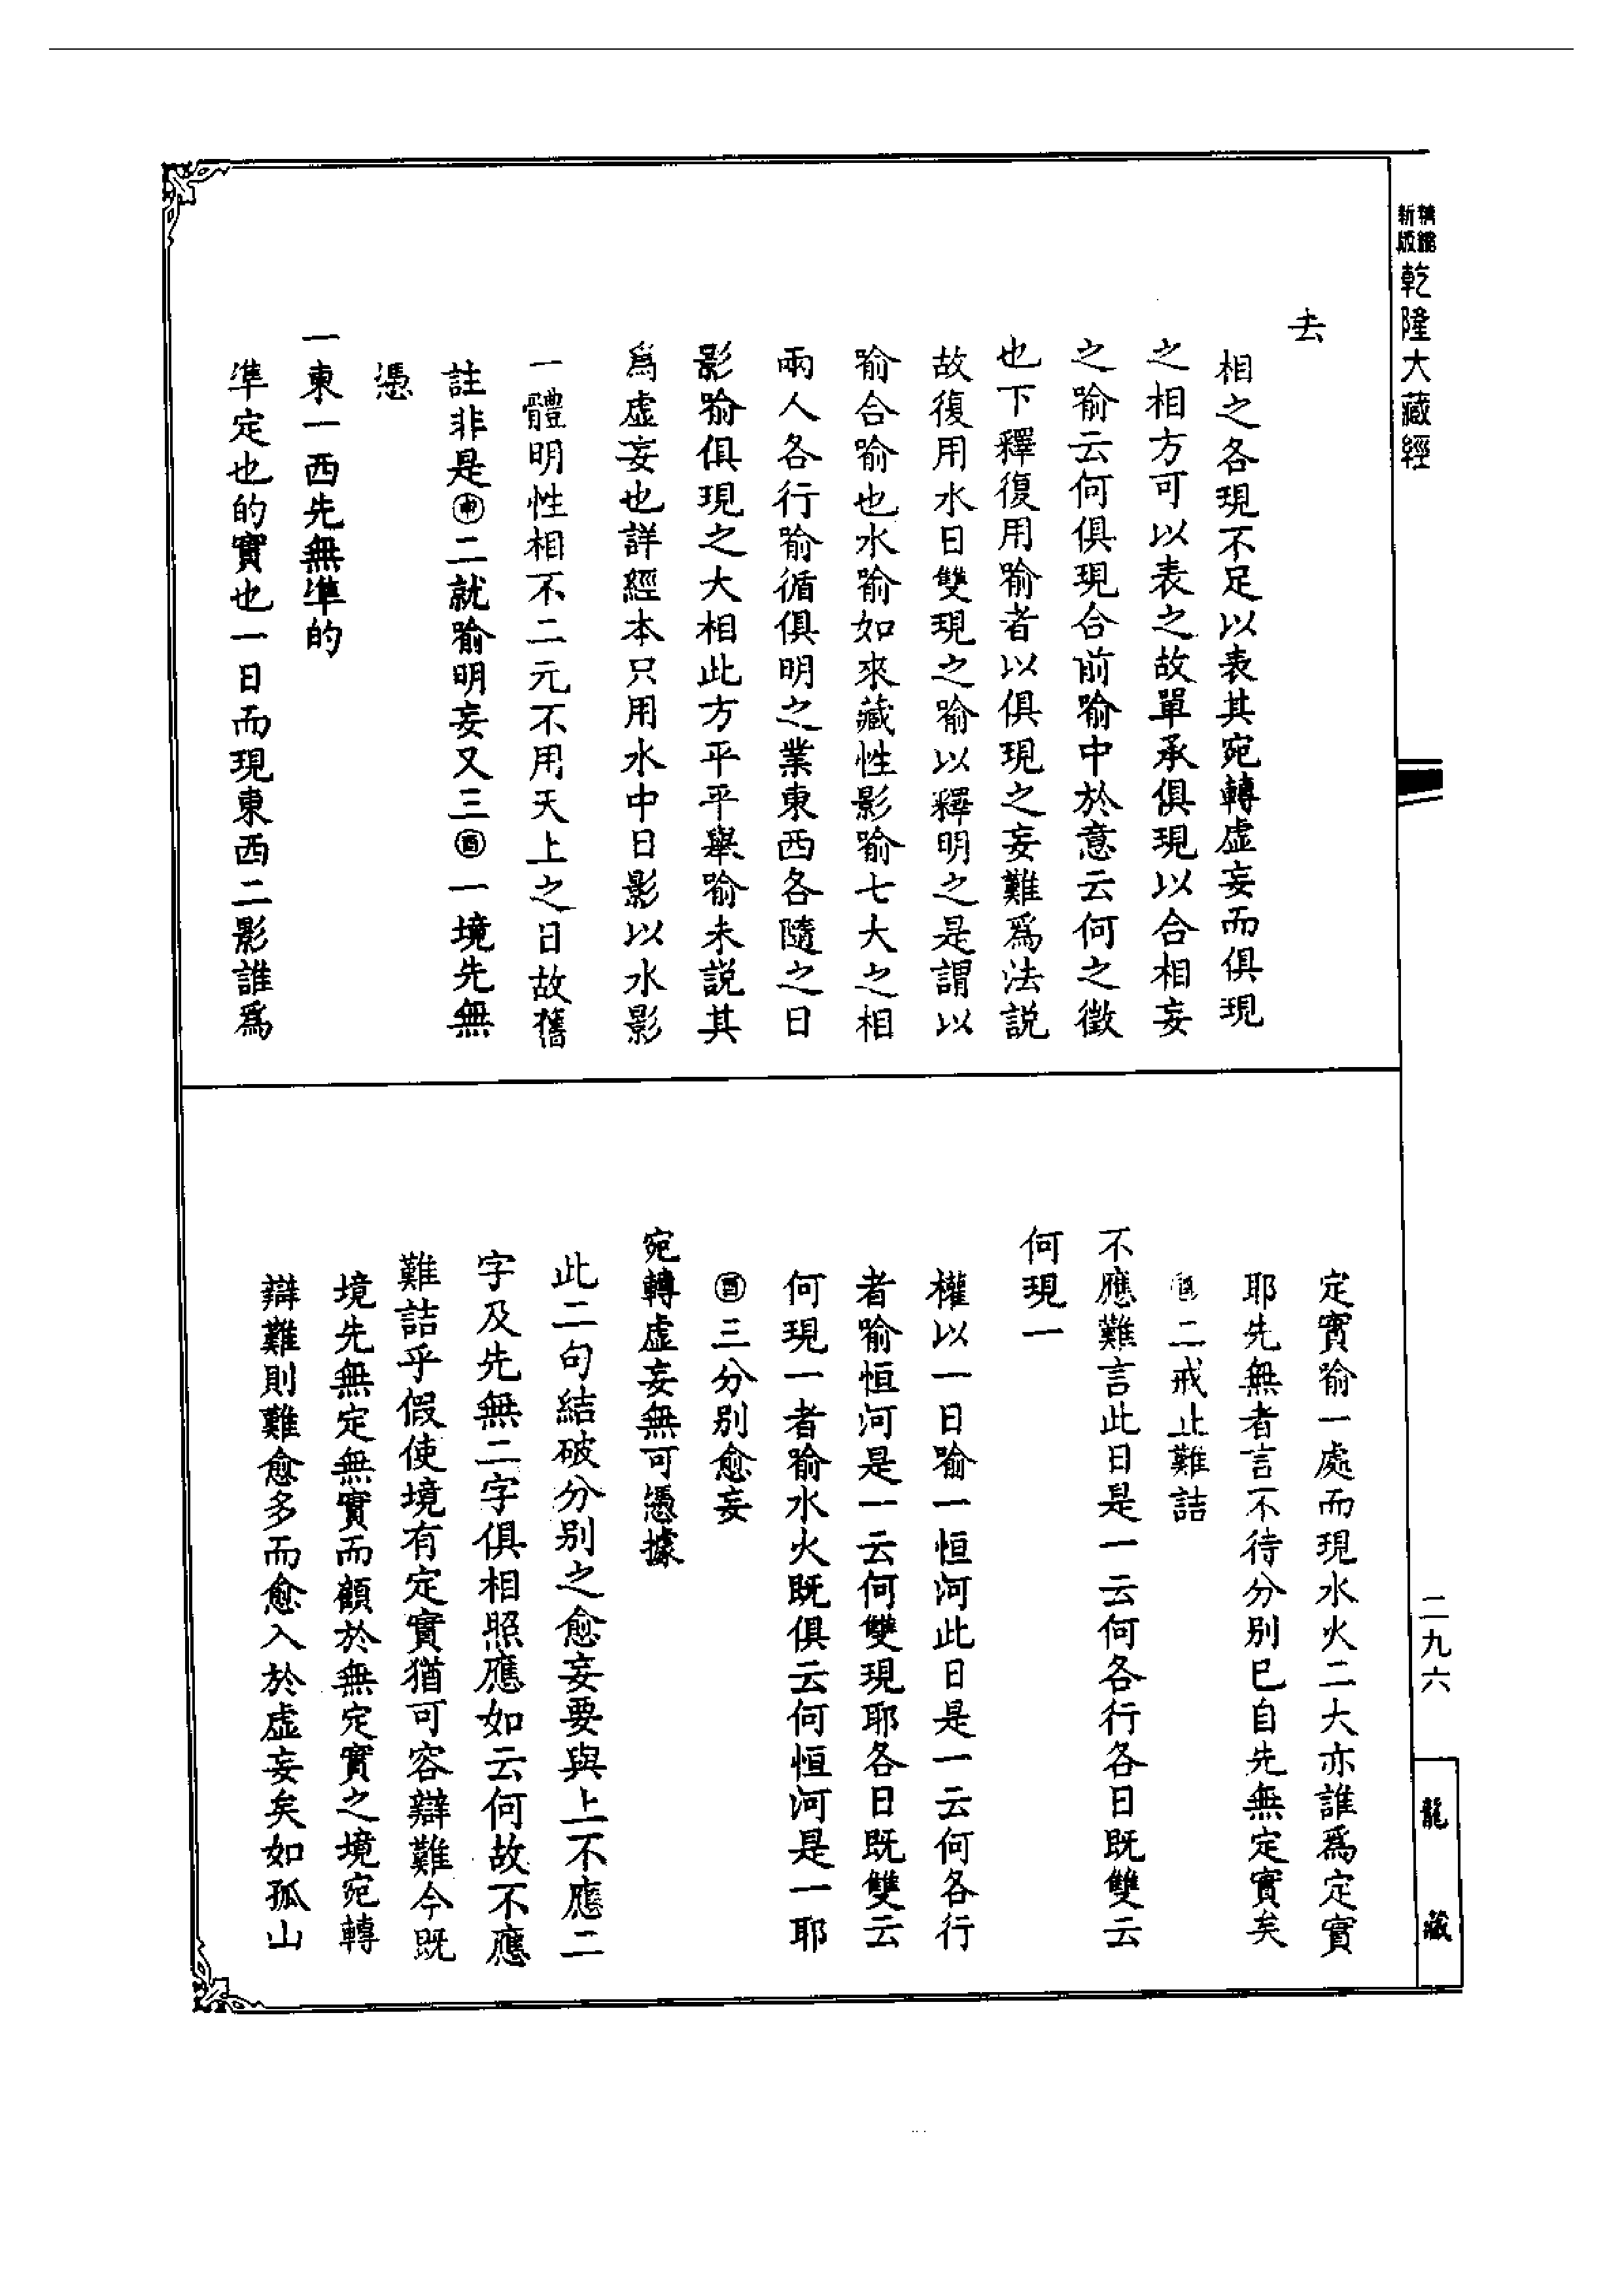 精繕新版乾隆大藏經
去
相之各現不足以表其宛轉虛妄而俱現
之相方可以表之故單承俱現以合相妄
之喻云何俱現合前喻中於意云何之徵
也下釋復用喻者以俱現之妄難爲法説
故復用水日雙現之喻以釋明之是謂以
喻合喻也水喻如來藏性影喻七大之相
兩人各行喻循俱明之業東西各隨之日
影喻俱現之大相此方平平舉喻未説其
爲虛妄也詳經本只用水中日影以水影
一體明性相不二元不用天上之日故舊
註非是㊥二就喻明妄又三㊒一境先無
憑
一東一西先無準的
準定也的實也一日而現東西二影誰爲
定實喻一處而現水火二大亦誰爲定實
耶先無者言不待分別已自先無定實矣
二戒止難詰
不應難言此日是一云何各行各日既雙云
何現一
權以一日喻一恒河此日是一云何各行
者喻恒河是一云何雙現耶各日既雙云
何現一者喻水火既俱云何恒河是一耶
三分別愈妄
宛轉虛妄無可憑據
此二句結破分別之愈妄要與上不應二
字及先無二字俱相照應如云何故不應
難詰乎假使境有定實猶可容辯難今既
境先無定無實而顧於無定實之境宛轉
辯難則難愈多而愈入於虛妄矣如孤山
二九六
龍藏